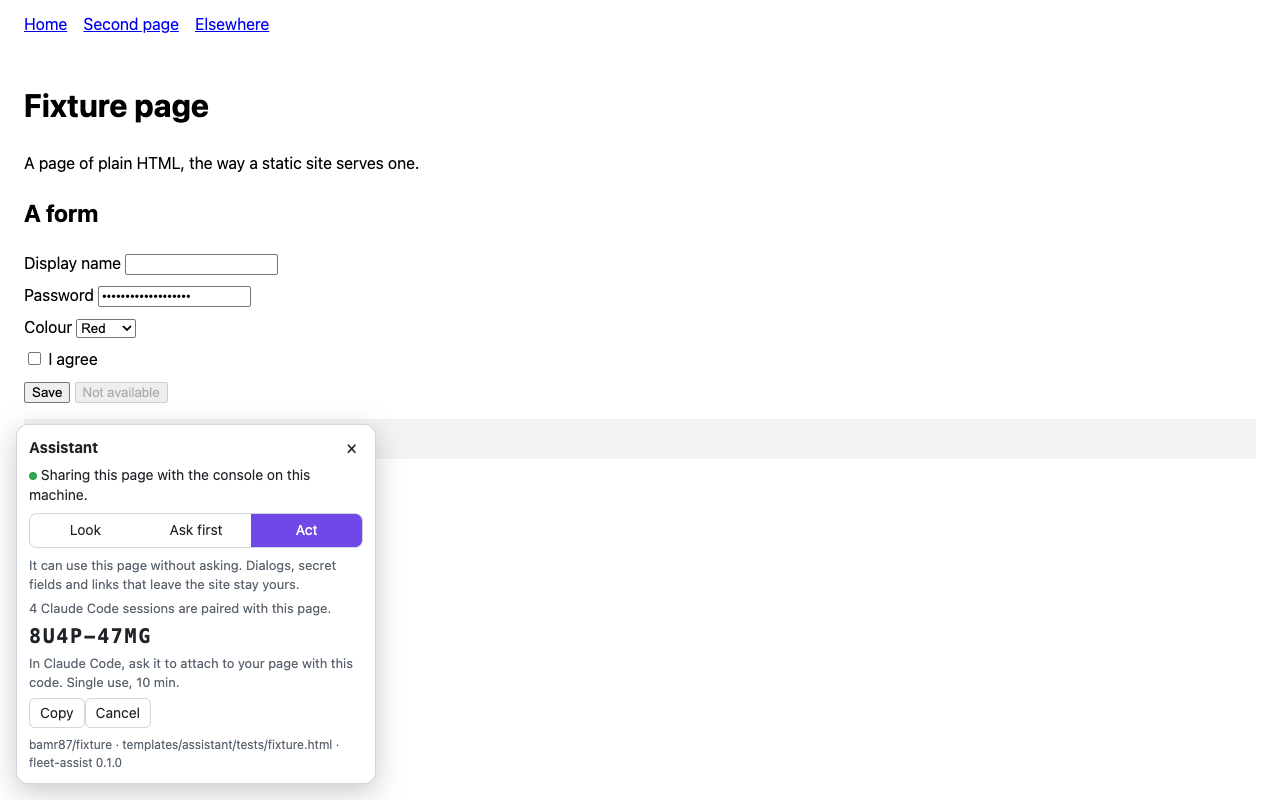 Home Second page Elsewhere
Fixture page
A page of plain HTML, the way a static site serves one.
A form
Display name
Password ••••••••••••••••••
Colour Red
I agree
Save Not available
Assistant ×
Sharing this page with the console on this
machine.
Look Ask first Act
It can use this page without asking. Dialogs, secret
fields and links that leave the site stay yours.
4 Claude Code sessions are paired with this page.
8U4P-47MG
In Claude Code, ask it to attach to your page with this
code. Single use, 10 min.
Copy Cancel
bamr87/fixture · templates/assistant/tests/fixture.html ·
fleet-assist 0.1.0